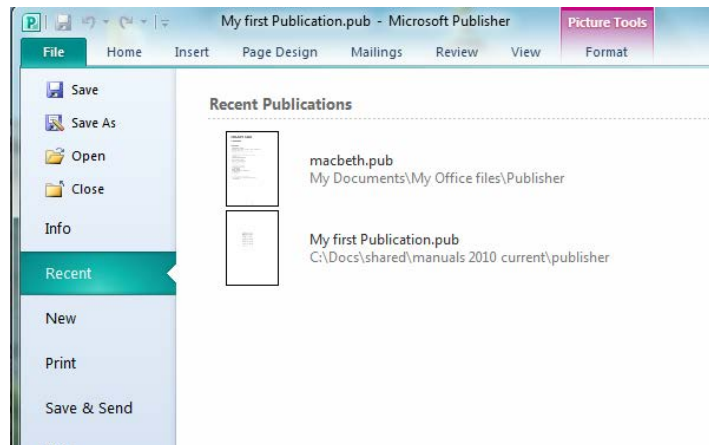 My first Publication.pub - Microsoft Publisher
Picture Tools
File Home Insert Page Design Mailings Review View Format
Save
Save As
Open
Close
Info
Recent
New
Print
Save & Send
Recent Publications
macbeth.pub
My Documents\My Office files\Publisher
My first Publication.pub
C:\Docs\shared\manuals 2010 current\publisher